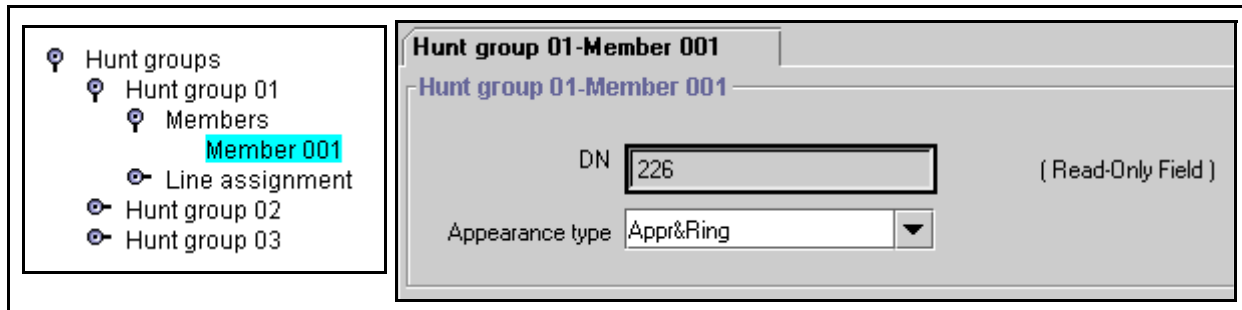 Hunt groups
Hunt group 01
Members
Member 001
Line assignment
Hunt group 02
Hunt group 03
Hunt group 01-Member 001
Hunt group 01-Member 001
DN 226 ( Read-Only Field )
Appearance type Appr&Ring